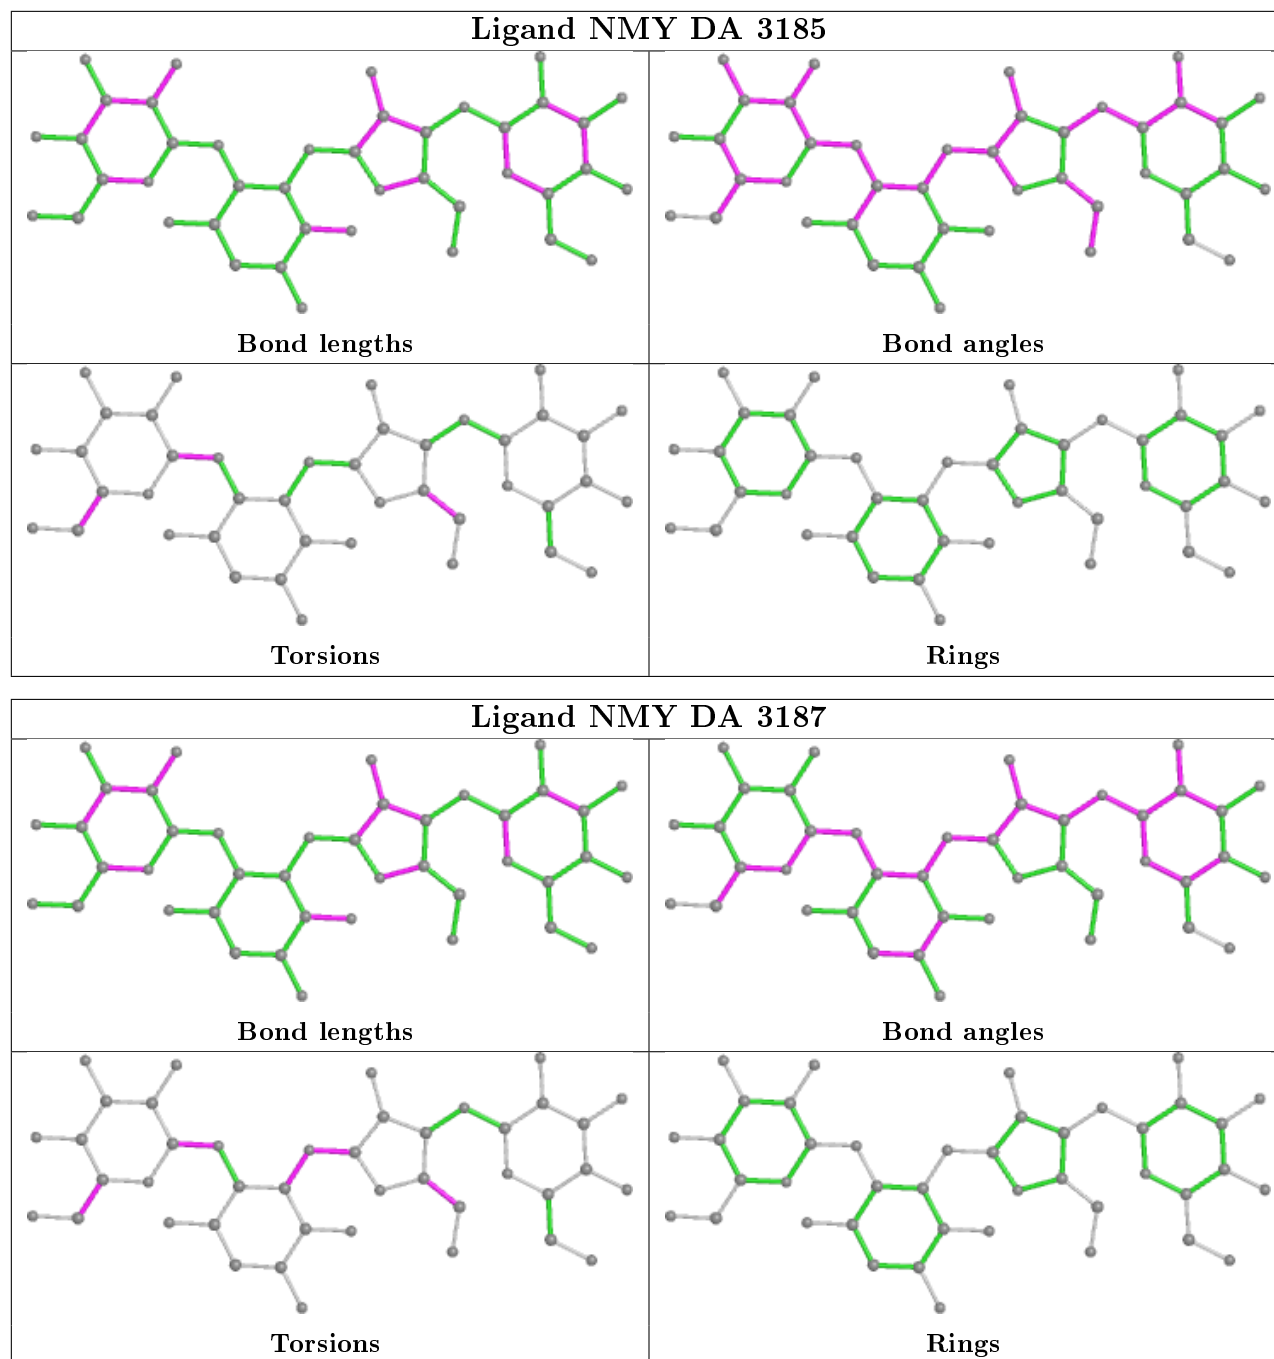 Ligand NMY DA 3185
Bond lengths
Bond angles
Torsions
Rings
Ligand NMY DA 3187
Bond lengths
Bond angles
Torsions
Rings